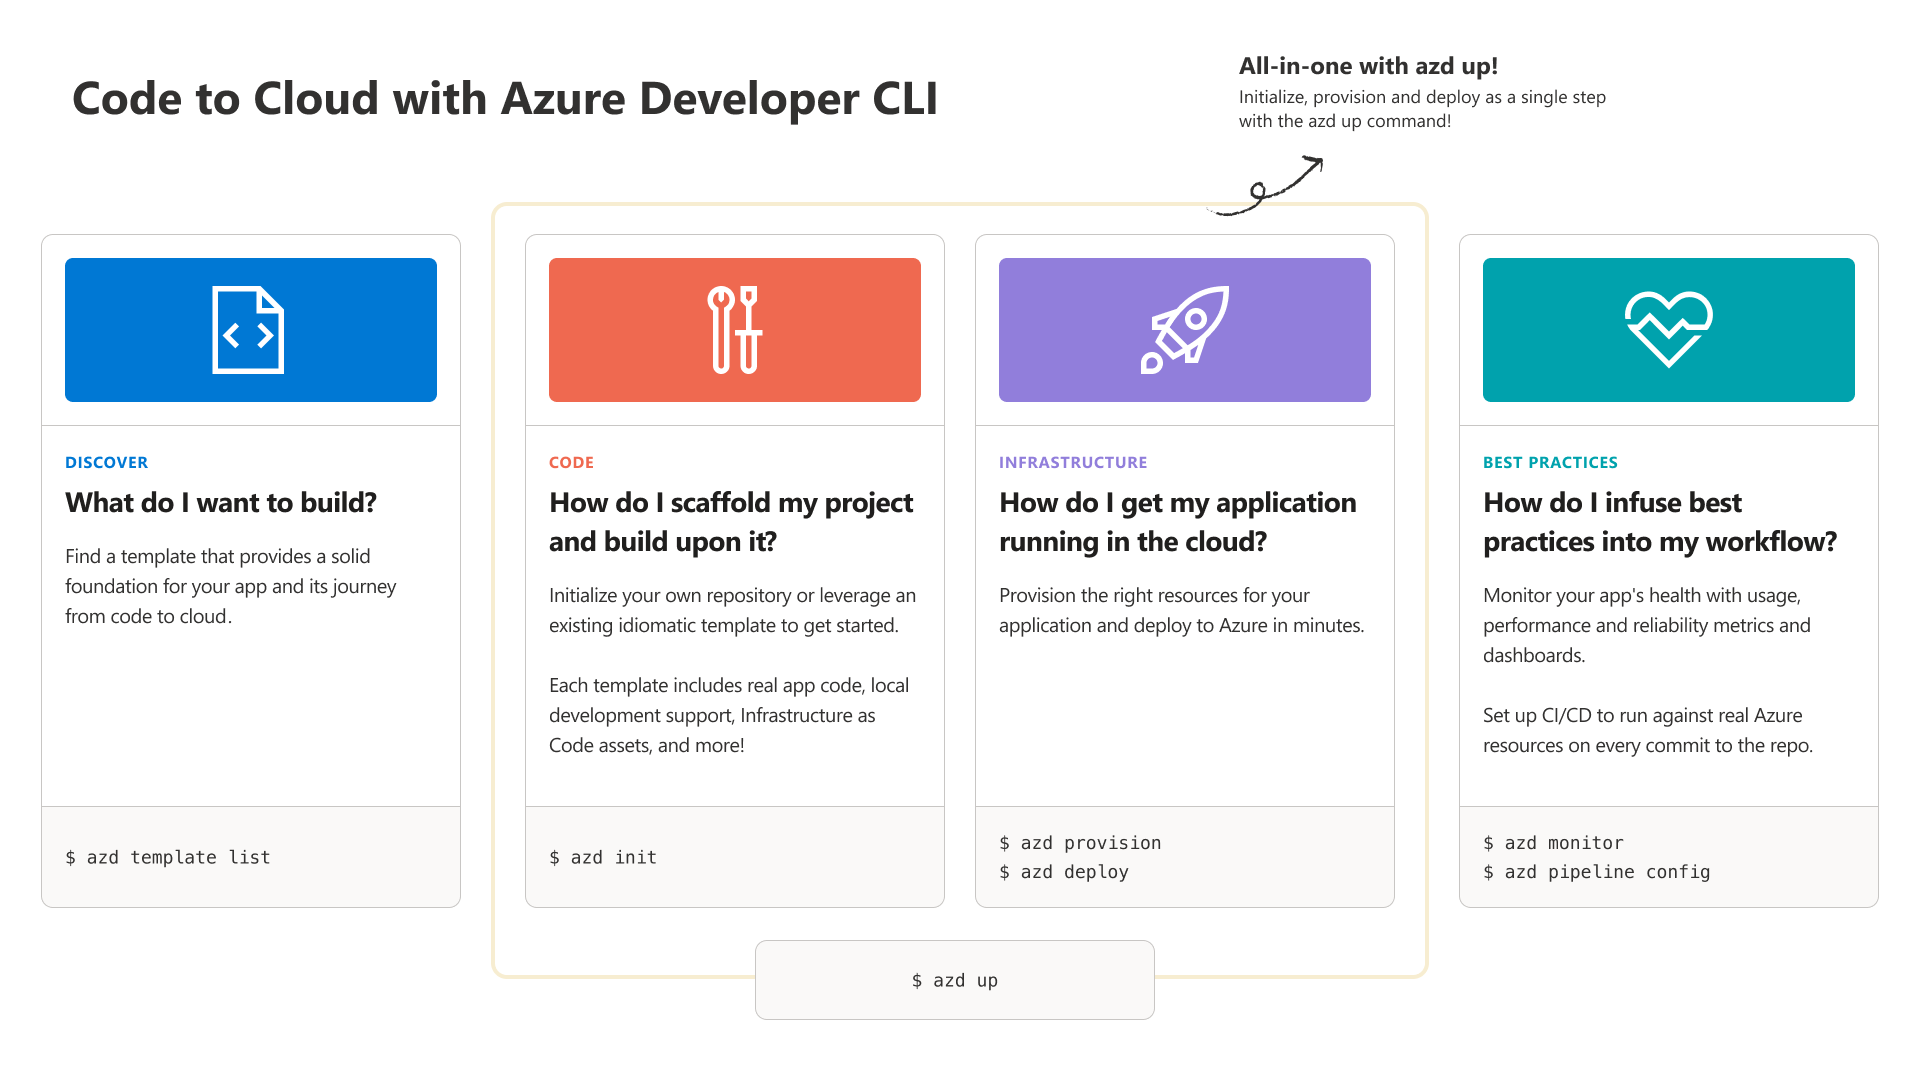 Code to Cloud with Azure Developer CLI
All-in-one with azd up!
Initialize, provision and deploy as a single step
with the azd up command!
DISCOVER
What do I want to build?
Find a template that provides a solid
foundation for your app and its journey
from code to cloud.
$ azd template list
CODE
How do I scaffold my project
and build upon it?
Initialize your own repository or leverage an
existing idiomatic template to get started.
Each template includes real app code, local
development support, Infrastructure as
Code assets, and more!
$ azd init
INFRASTRUCTURE
How do I get my application
running in the cloud?
Provision the right resources for your
application and deploy to Azure in minutes.
$ azd provision
$ azd deploy
BEST PRACTICES
How do I infuse best
practices into my workflow?
Monitor your app's health with usage,
performance and reliability metrics and
dashboards.
Set up CI/CD to run against real Azure
resources on every commit to the repo.
$ azd monitor
$ azd pipeline config
$ azd up